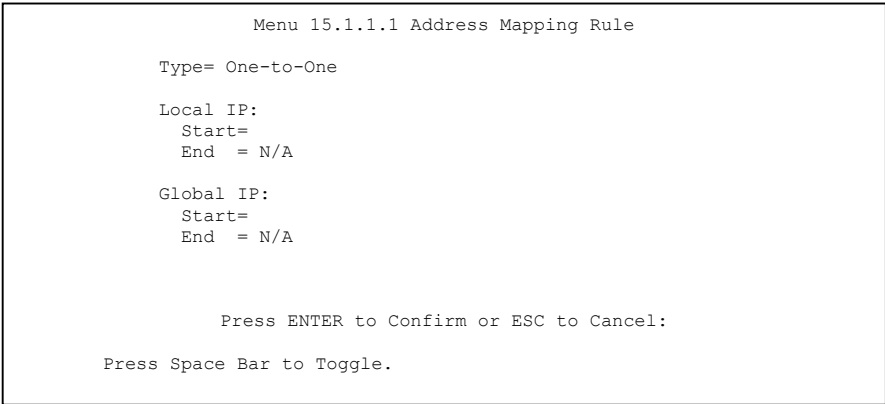 Menu 15.1.1.1 Address Mapping Rule
Type= One-to-One
Local IP:
Start=
End = N/A
Global IP:
Start=
End = N/A
Press ENTER to Confirm or ESC to Cancel:
Press Space Bar to Toggle.